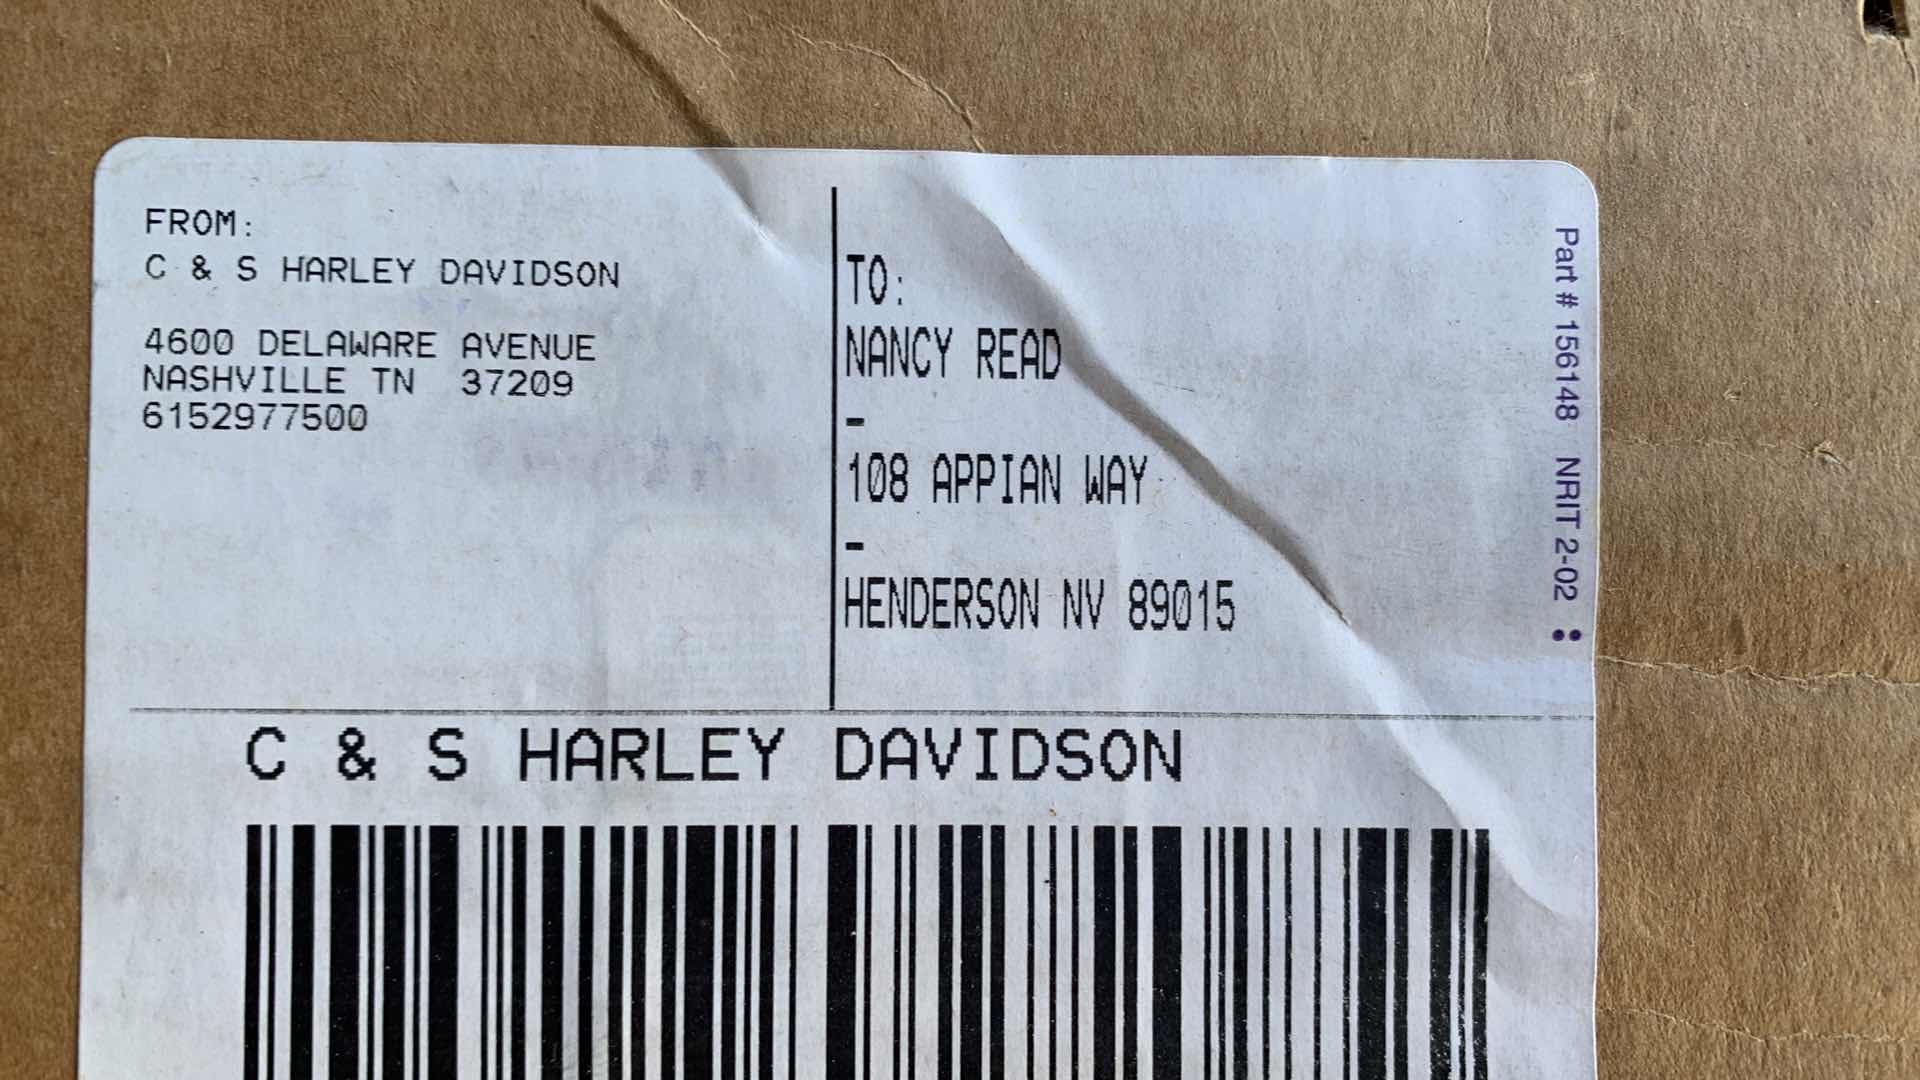 FROM:
C & S HARLEY DAVIDSON
4600 DELAWARE AVENUE
NASHVILLE TN 37209
6152977500
TO:
NANCY READ
-
108 APPIAN WAY
-
HENDERSON NV 89015
Part # 156148 NRIT 2-02
C & S HARLEY DAVIDSON